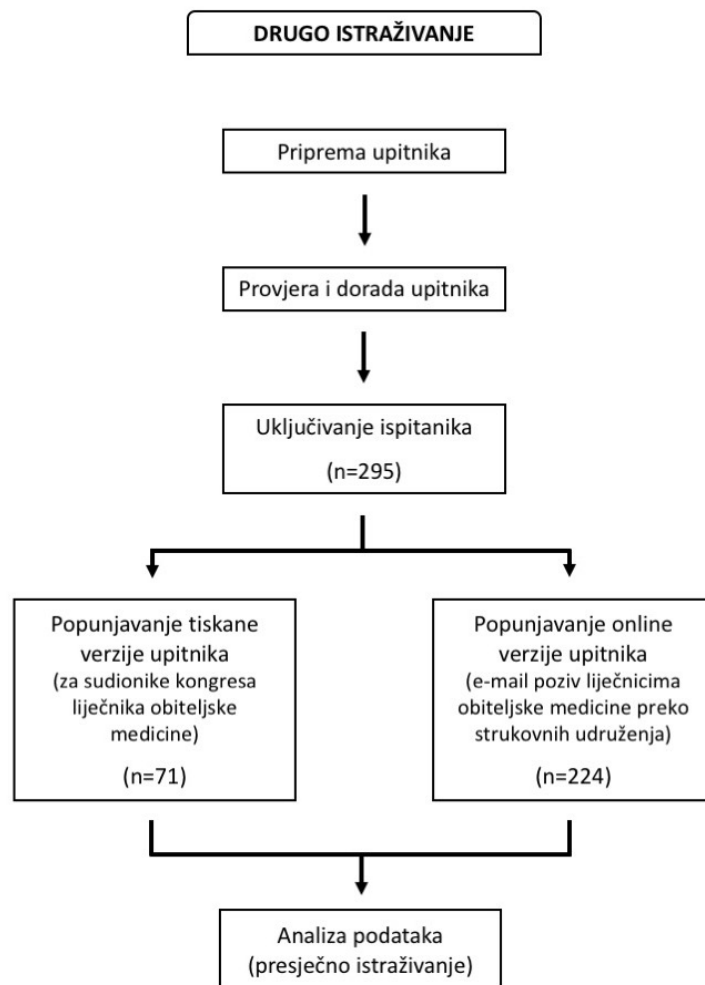 DRUGO ISTRAŽIVANJE
Priprema upitnika
Provjera i dorada upitnika
Uključivanje ispitanika
(n=295)
Popunjavanje tiskane
verzije upitnika
(za sudionike kongresa
liječnika obiteljske
medicine)
(n=71)
Popunjavanje online
verzije upitnika
(e-mail poziv liječnicima
obiteljske medicine preko
strukovnih udruženja)
(n=224)
Analiza podataka
(presječno istraživanje)